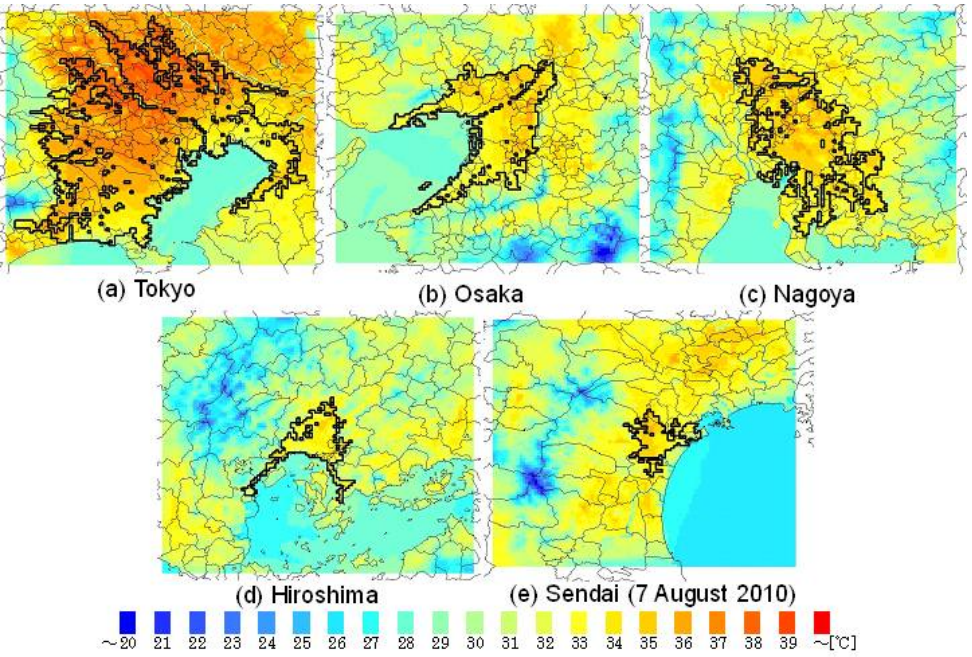 (a) Tokyo
(b) Osaka
(c) Nagoya
(d) Hiroshima
(e) Sendai (7 August 2010)
～20 21 22 23 24 25 26 27 28 29 30 31 32 33 34 35 36 37 38 39 ～[℃]